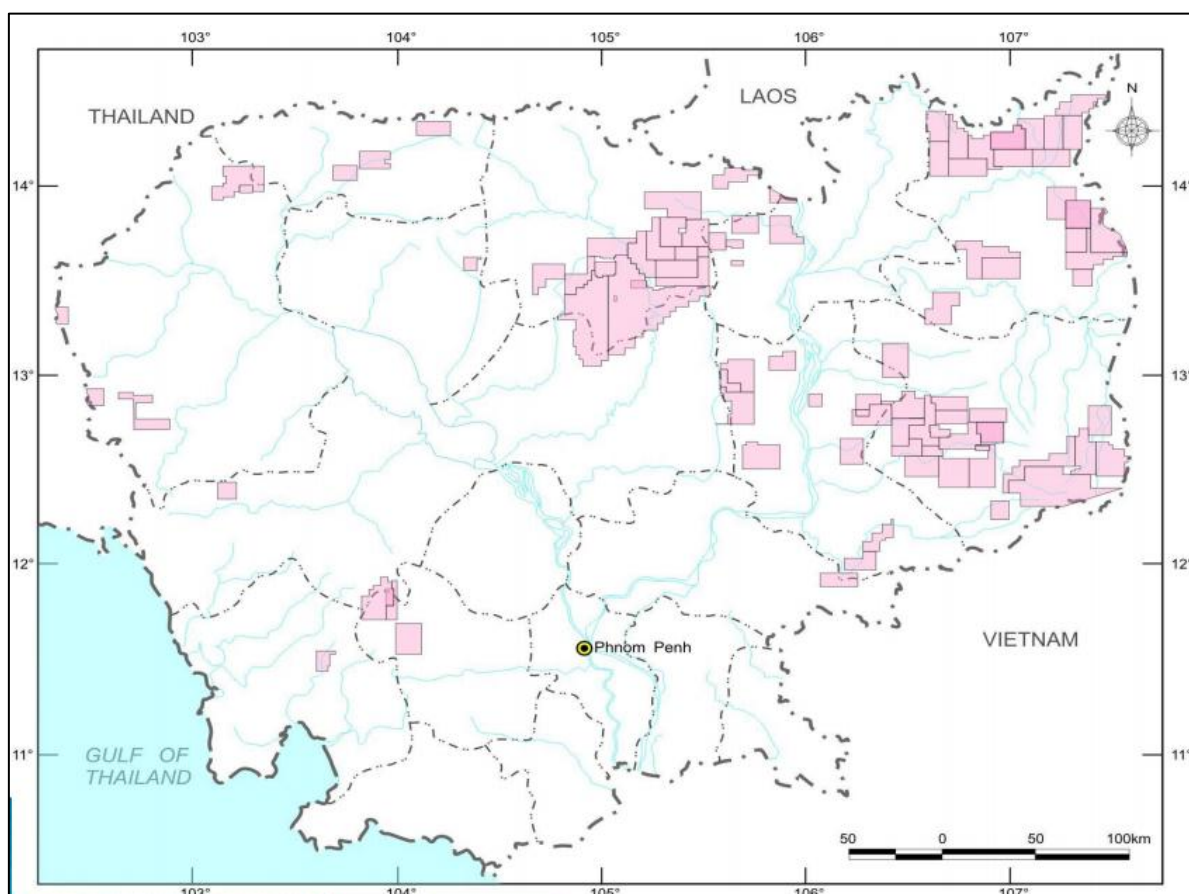 103° 104° 105° 106° 107°
LAOS
THAILAND
N
14° 14°
13° 13°
12° 12°
Phnom Penh
VIETNAM
11° 11°
GULF OF
THAILAND
50 0 50 100km
103° 104° 105° 106° 107°